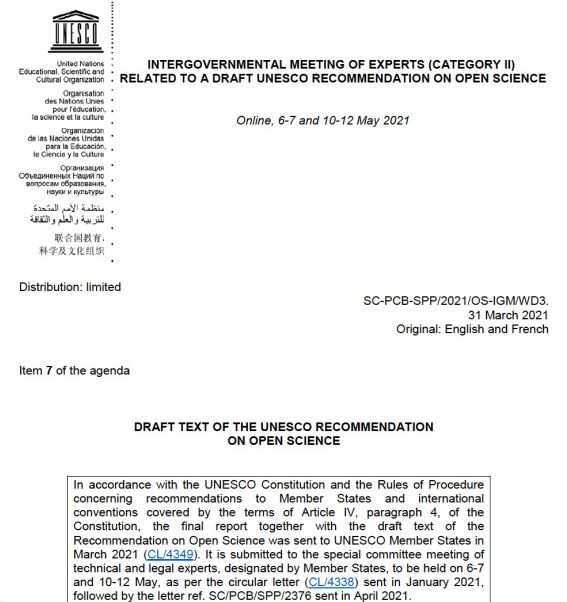 UNESCO
United Nations
Educational, Scientific and
Cultural Organization
Organisation
des Nations Unies
pour l'éducation,
la science et la culture
Organización
de las Naciones Unidas
para la Educación,
la Ciencia y la Cultura
Организация
Объединенных Наций по
вопросам образования,
науки и культуры
منظمة الأمم المتحدة
للتربية والعلم والثقافة
联合国教育、
科学及文化组织
INTERGOVERNMENTAL MEETING OF EXPERTS (CATEGORY II)
RELATED TO A DRAFT UNESCO RECOMMENDATION ON OPEN SCIENCE
Online, 6-7 and 10-12 May 2021
Distribution: limited
SC-PCB-SPP/2021/OS-IGM/WD3.
31 March 2021
Original: English and French
Item 7 of the agenda
DRAFT TEXT OF THE UNESCO RECOMMENDATION
ON OPEN SCIENCE
In accordance with the UNESCO Constitution and the Rules of Procedure
concerning recommendations to Member States and international
conventions covered by the terms of Article IV, paragraph 4, of the
Constitution, the final report together with the draft text of the
Recommendation on Open Science was sent to UNESCO Member States in
March 2021 (CL/4349). It is submitted to the special committee meeting of
technical and legal experts, designated by Member States, to be held on 6-7
and 10-12 May, as per the circular letter (CL/4338) sent in January 2021,
followed by the letter ref. SC/PCB/SPP/2376 sent in April 2021.